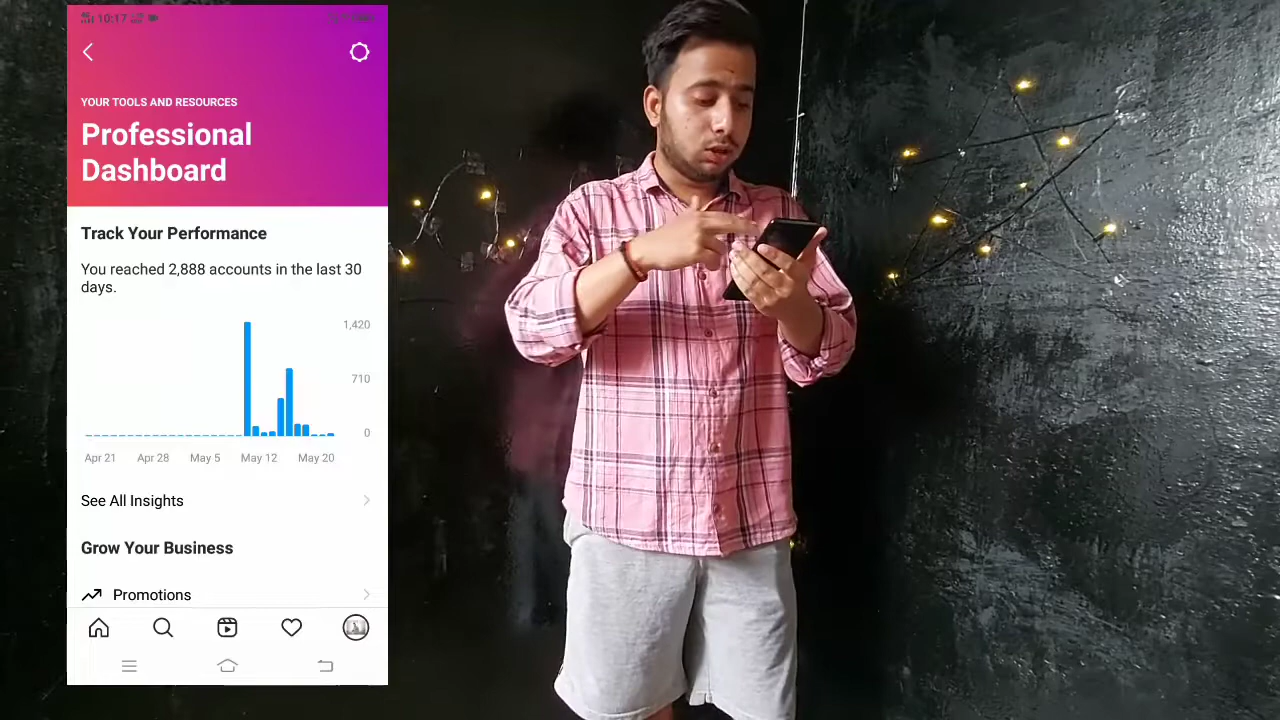 10:17
YOUR TOOLS AND RESOURCES
Professional
Dashboard
Track Your Performance
You reached 2,888 accounts in the last 30
days.
1,420
710
0
Apr 21 Apr 28 May 5 May 12 May 20
See All Insights
Grow Your Business
Promotions